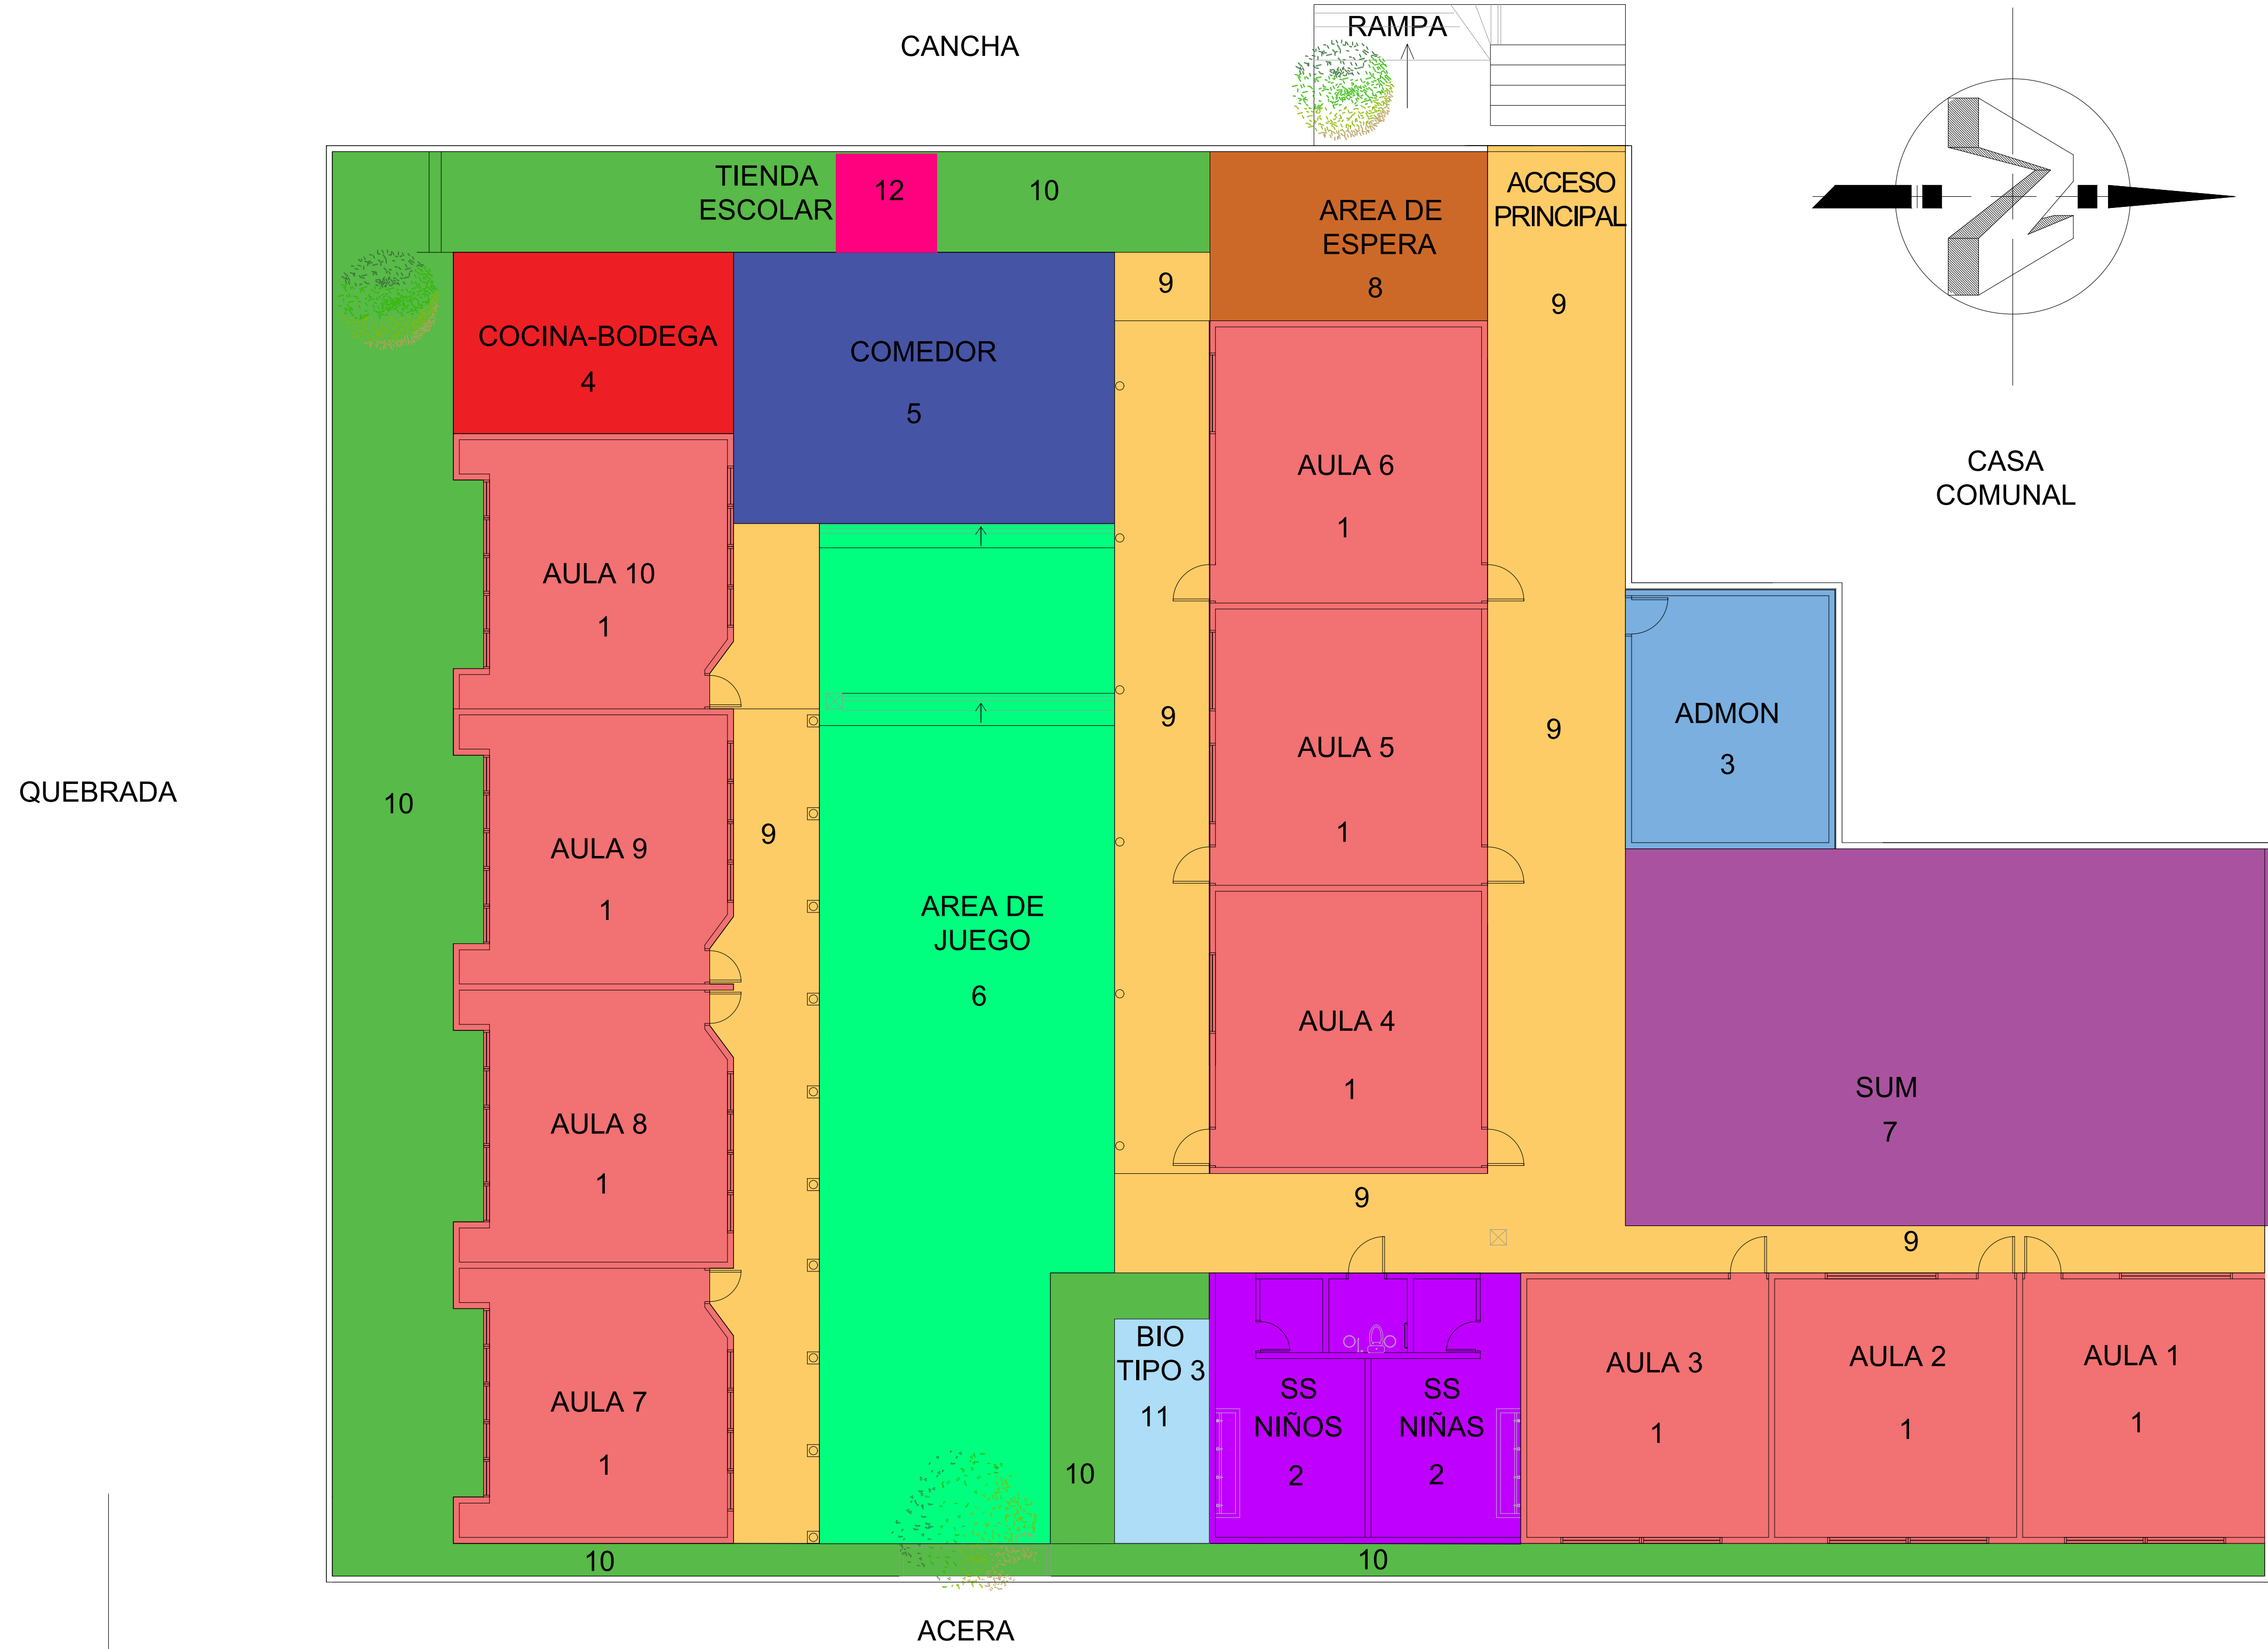 CANCHA
RAMPA
TIENDA
ESCOLAR
12
10
AREA DE
ESPERA
8
ACCESO
PRINCIPAL
9
9
COCINA-BODEGA
4
COMEDOR
5
CASA
COMUNAL
AULA 6
1
AULA 10
1
9
AULA 5
1
9
ADMON
3
QUEBRADA
10
AULA 9
1
9
AREA DE
JUEGO
6
AULA 4
1
SUM
7
AULA 8
1
9
9
BIO
TIPO 3
11
SS
NIÑOS
2
SS
NIÑAS
2
AULA 3
1
AULA 2
1
AULA 1
1
AULA 7
1
10
10
10
ACERA